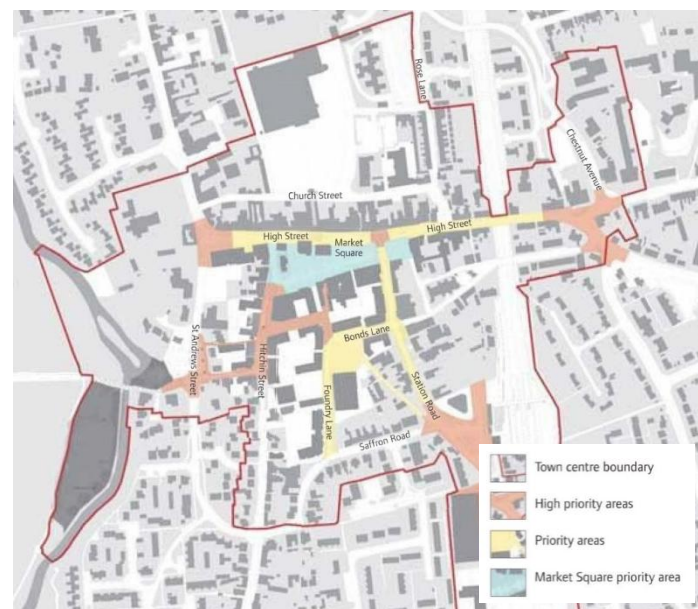 Rose Lane
Chestnut Avenue
Church Street
High Street
High Street
Market
Square
St. Andrews Street
Hitchin Street
Bonds Lane
Station Road
Foundry Lane
Saffron Road
Town centre boundary
High priority areas
Priority areas
Market Square priority area